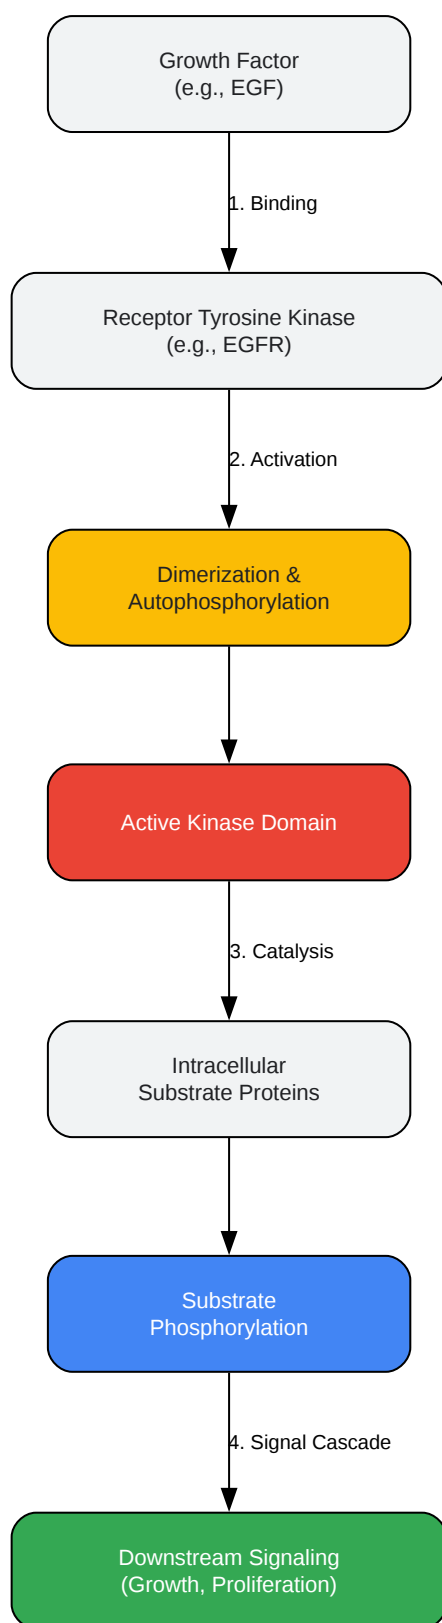 Growth Factor
(e.g., EGF)
1. Binding
Receptor Tyrosine Kinase
(e.g., EGFR)
2. Activation
Dimerization &
Autophosphorylation
Active Kinase Domain
3. Catalysis
Intracellular
Substrate Proteins
Substrate
Phosphorylation
4. Signal Cascade
Downstream Signaling
(Growth, Proliferation)